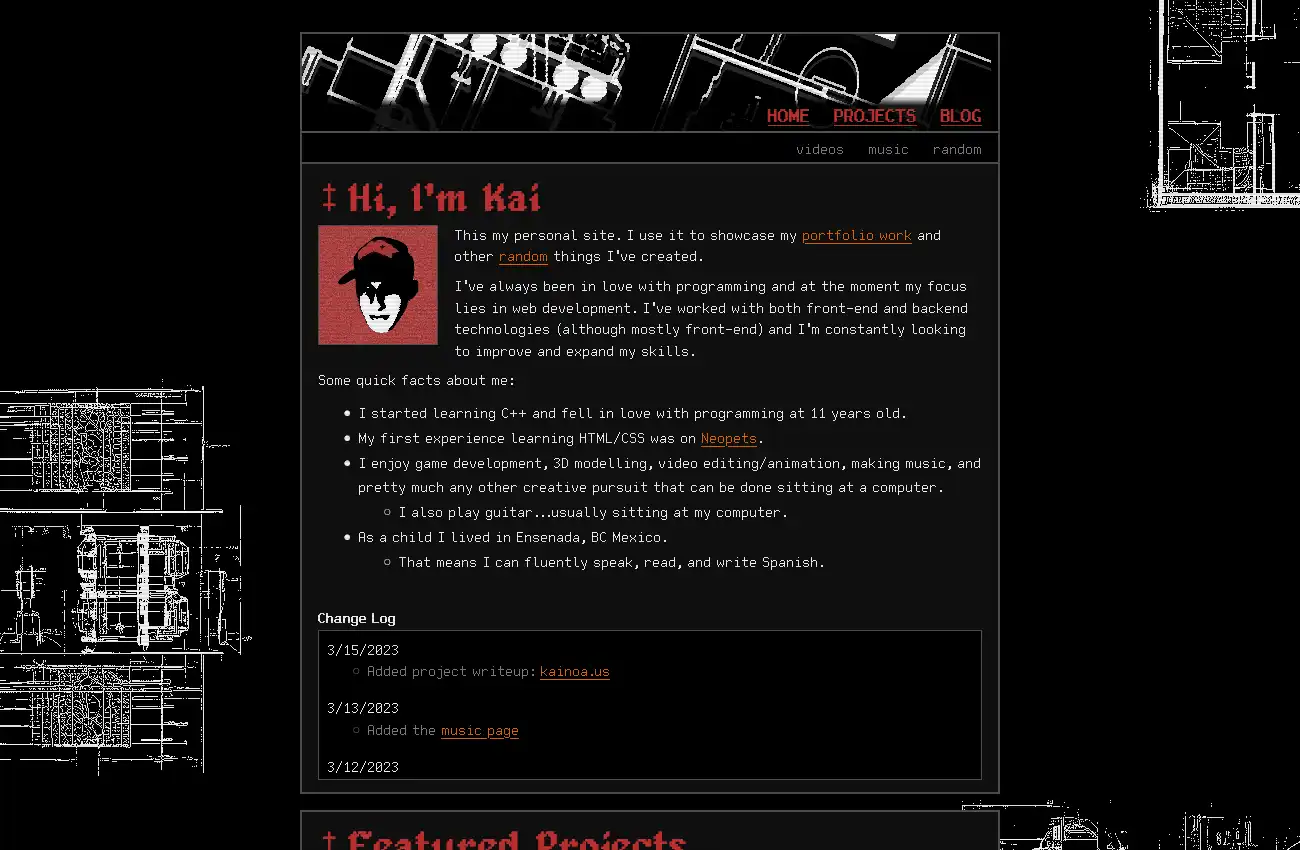 HOME PROJECTS BLOG
videos music random
‡ Hi, I'm Kai
This my personal site. I use it to showcase my portfolio work and
other random things I've created.
I've always been in love with programming and at the moment my focus
lies in web development. I've worked with both front-end and backend
technologies (although mostly front-end) and I'm constantly looking
to improve and expand my skills.
Some quick facts about me:
• I started learning C++ and fell in love with programming at 11 years old.
• My first experience learning HTML/CSS was on Neopets.
• I enjoy game development, 3D modelling, video editing/animation, making music, and
pretty much any other creative pursuit that can be done sitting at a computer.
◦ I also play guitar...usually sitting at my computer.
• As a child I lived in Ensenada, BC Mexico.
◦ That means I can fluently speak, read, and write Spanish.
Change Log
3/15/2023
◦ Added project writeup: kainoa.us
3/13/2023
◦ Added the music page
3/12/2023
‡ Featured Projects